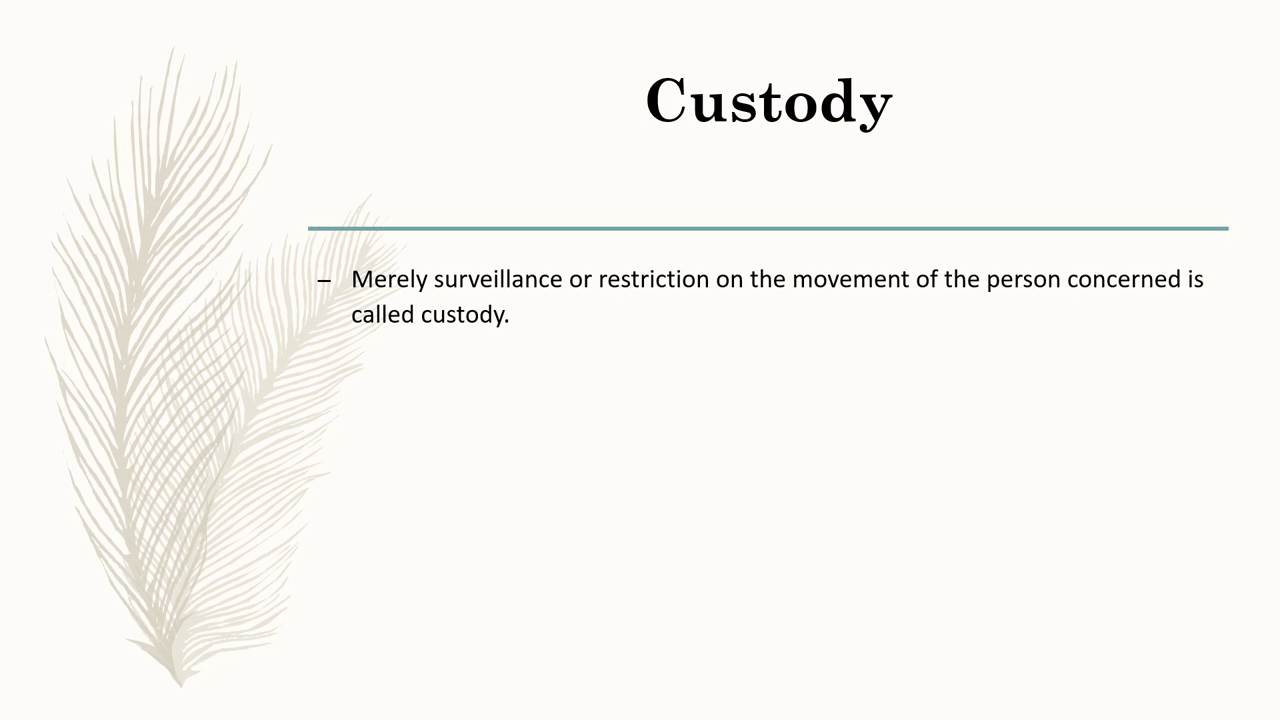 Custody
– Merely surveillance or restriction on the movement of the person concerned is
called custody.